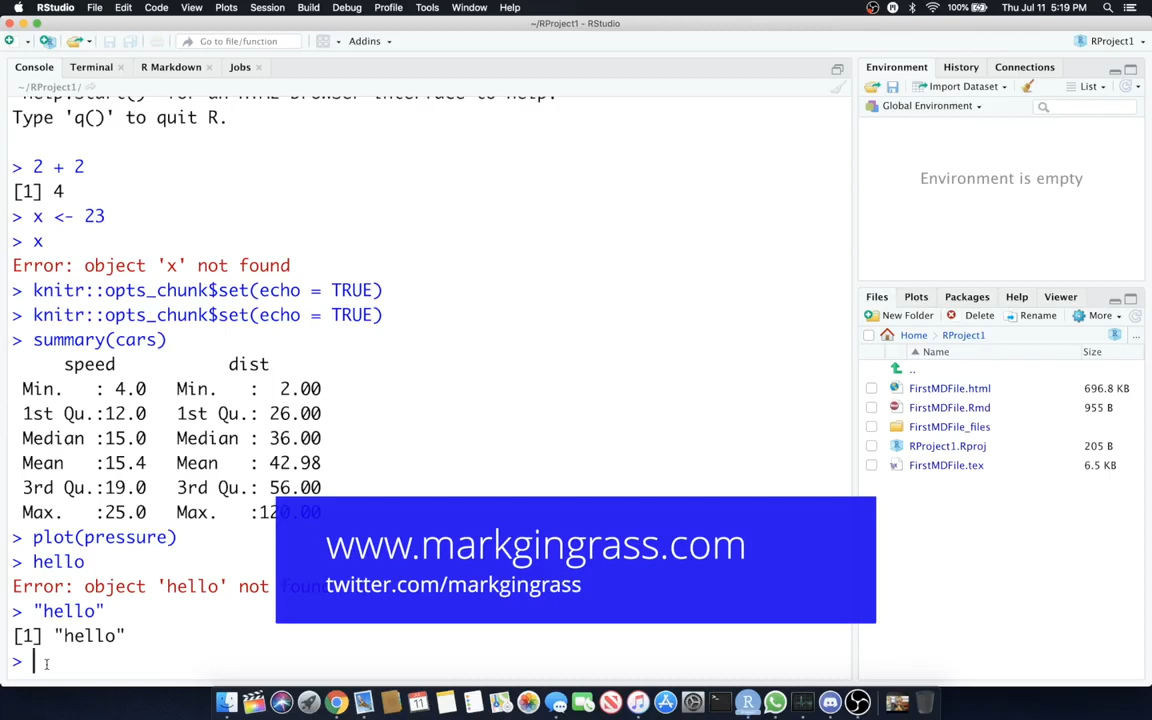 RStudio File Edit Code View Plots Session Build Debug Profile Tools Window Help 100% Thu Jul 11 5:19 PM
~/RProject1 - RStudio
Go to file/function Addins RProject1
Console Terminal R Markdown Jobs
~/RProject1/
Type 'q()' to quit R.
> 2 + 2
[1] 4
> x <- 23
> x
Error: object 'x' not found
> knitr::opts_chunk$set(echo = TRUE)
> knitr::opts_chunk$set(echo = TRUE)
> summary(cars)
speed dist
Min. : 4.0 Min. : 2.00
1st Qu.:12.0 1st Qu.: 26.00
Median :15.0 Median : 36.00
Mean :15.4 Mean : 42.98
3rd Qu.:19.0 3rd Qu.: 56.00
Max. :25.0 Max. :120.00
> plot(pressure)
> hello
Error: object 'hello' not found
> "hello"
[1] "hello"
>
www.markgingrass.com
twitter.com/markgingrass
Environment History Connections
Import Dataset List
Global Environment
Environment is empty
Files Plots Packages Help Viewer
New Folder Delete Rename More
Home RProject1
Name Size
..
FirstMDFile.html 696.8 KB
FirstMDFile.Rmd 955 B
FirstMDFile_files
RProject1.Rproj 205 B
FirstMDFile.tex 6.5 KB